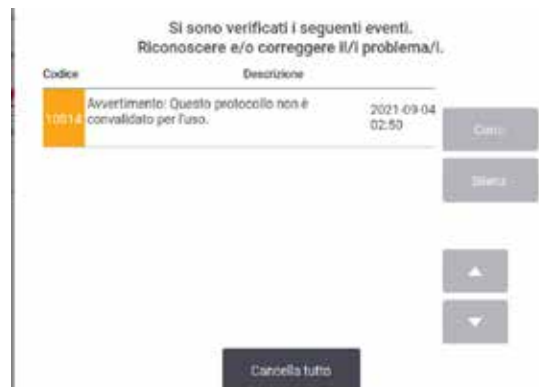 Si sono verificati i seguenti eventi.
Riconoscere e/o correggere il/i problema/i.
Codice Descrizione
Avvertimento: Questo protocollo non è 2021-09-04
10814 convalidato per l'uso. 02:50
Cancella tutto